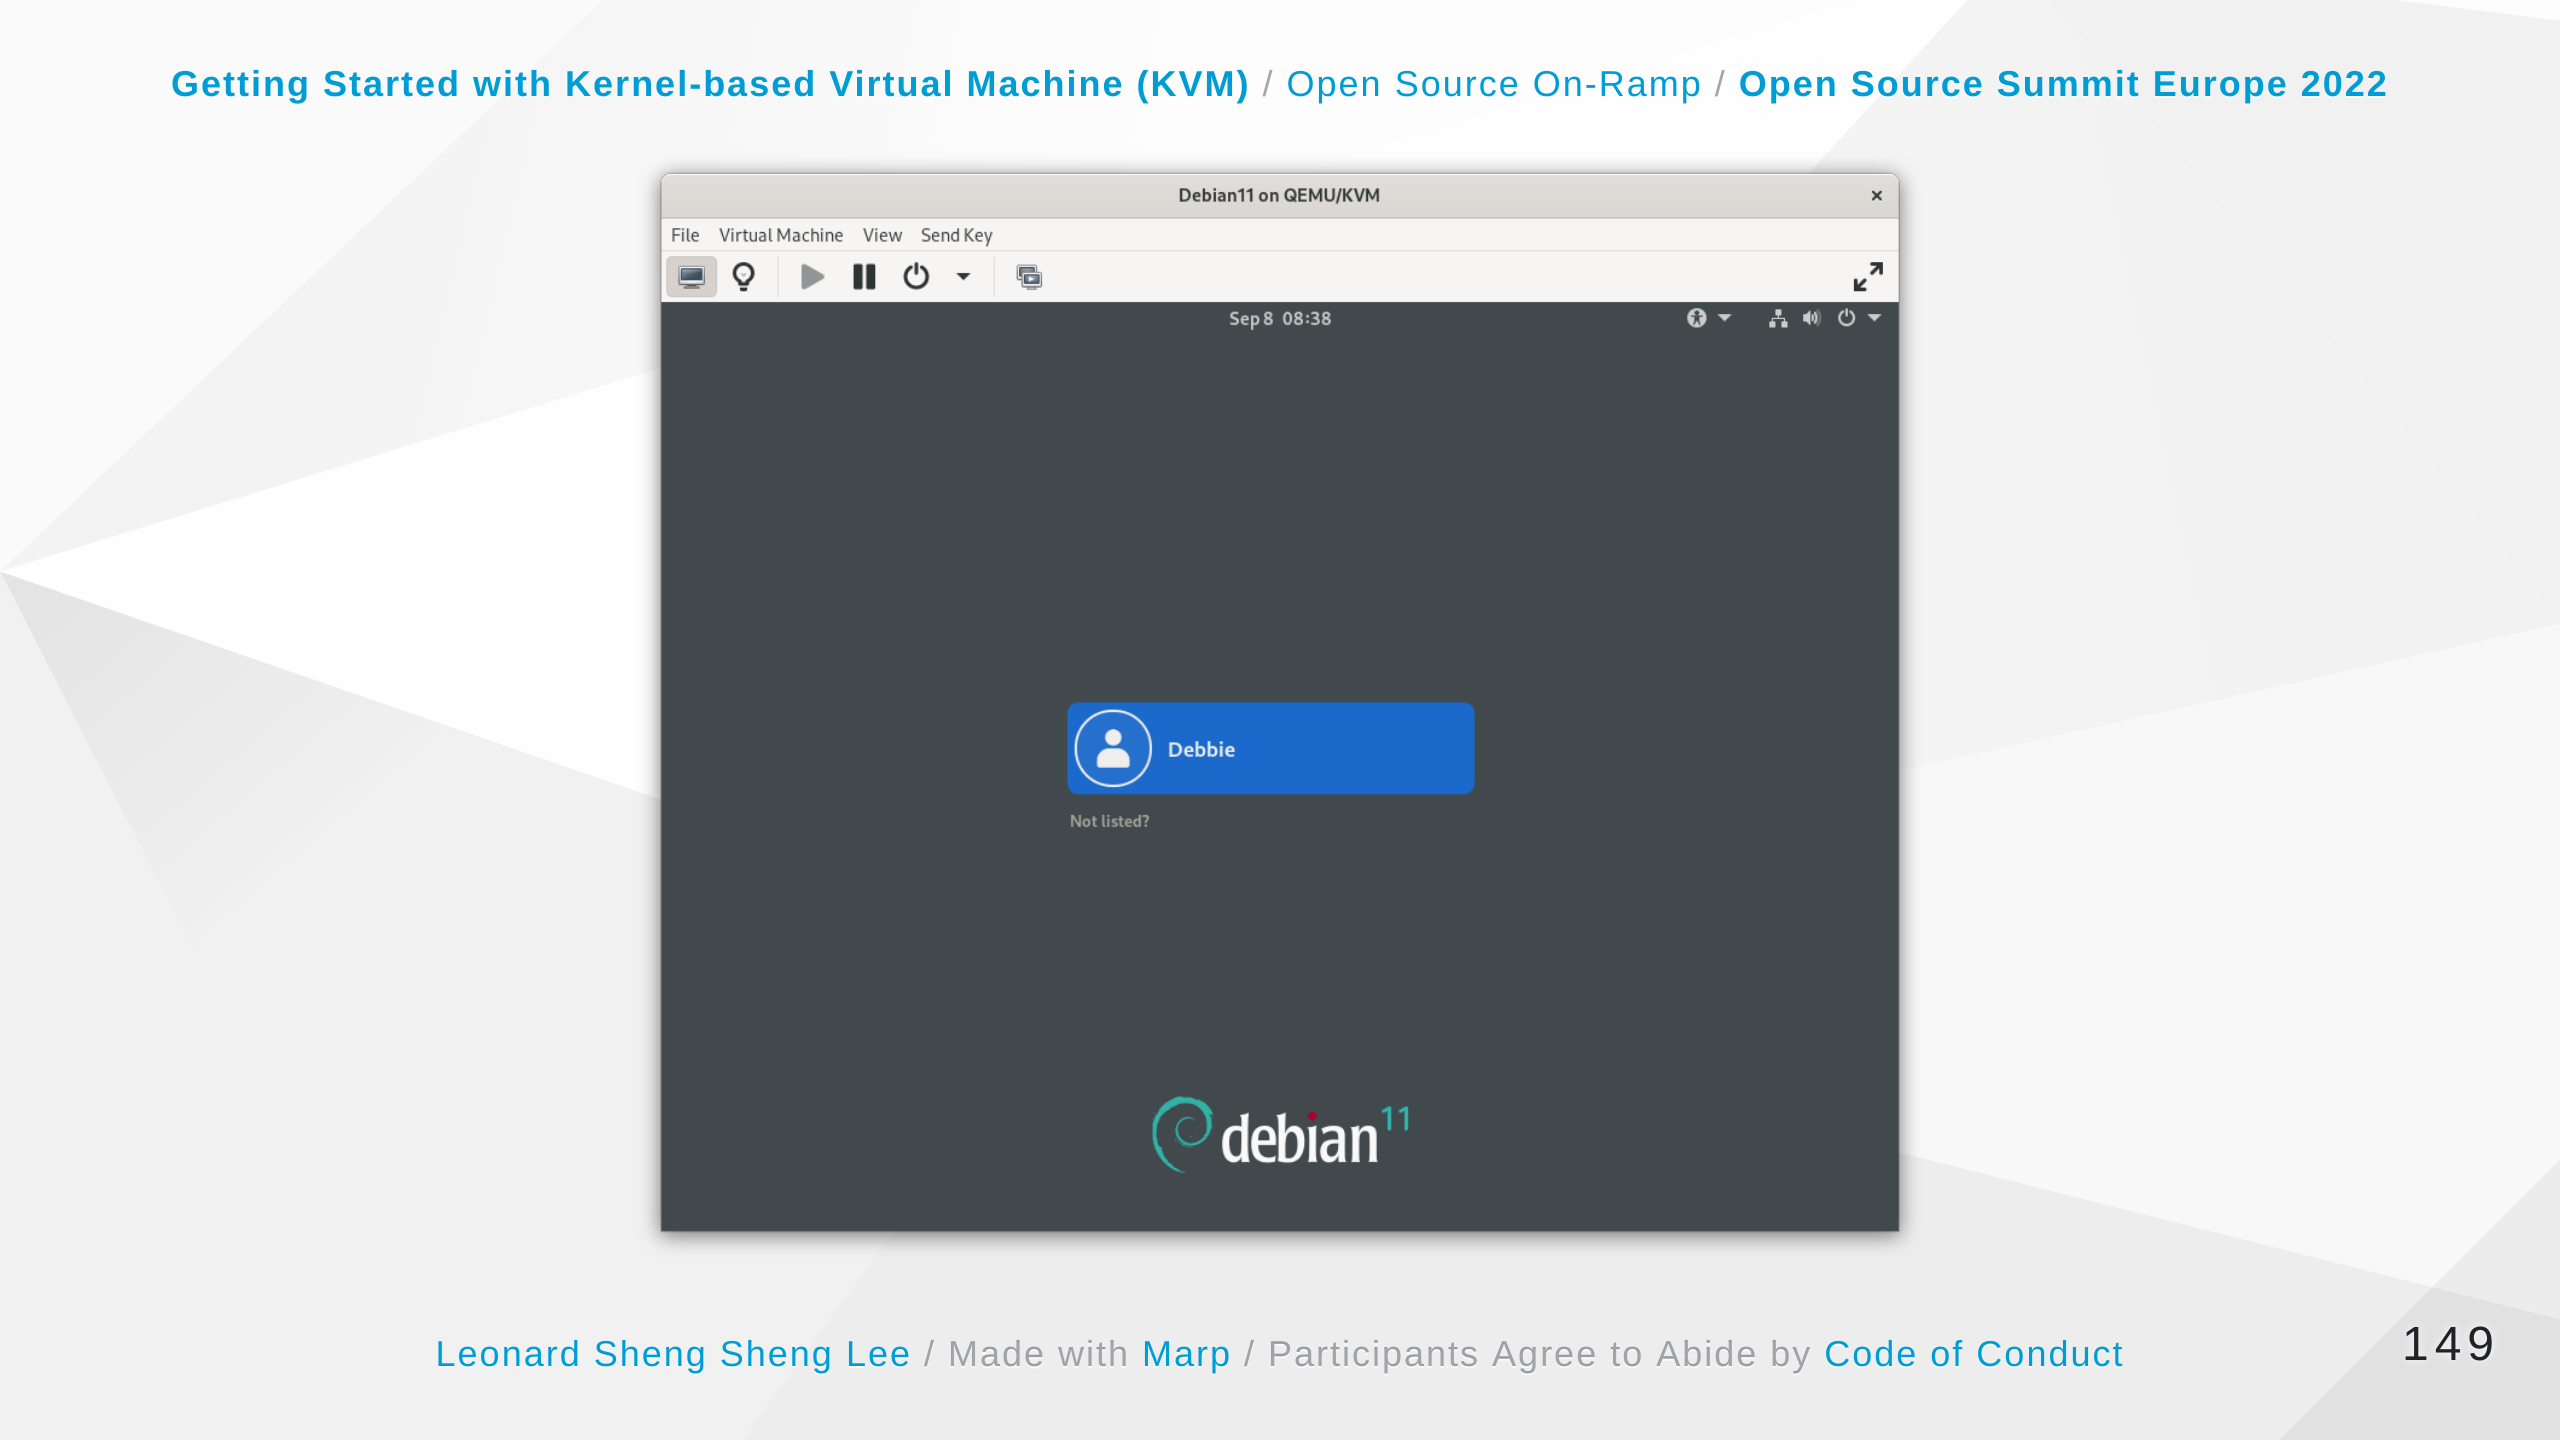 Getting Started with Kernel-based Virtual Machine (KVM) / Open Source On-Ramp / Open Source Summit Europe 2022
Debian11 on QEMU/KVM
File Virtual Machine View Send Key
Sep 8 08:38
Debbie
Not listed?
debian 11
Leonard Sheng Sheng Lee / Made with Marp / Participants Agree to Abide by Code of Conduct
149